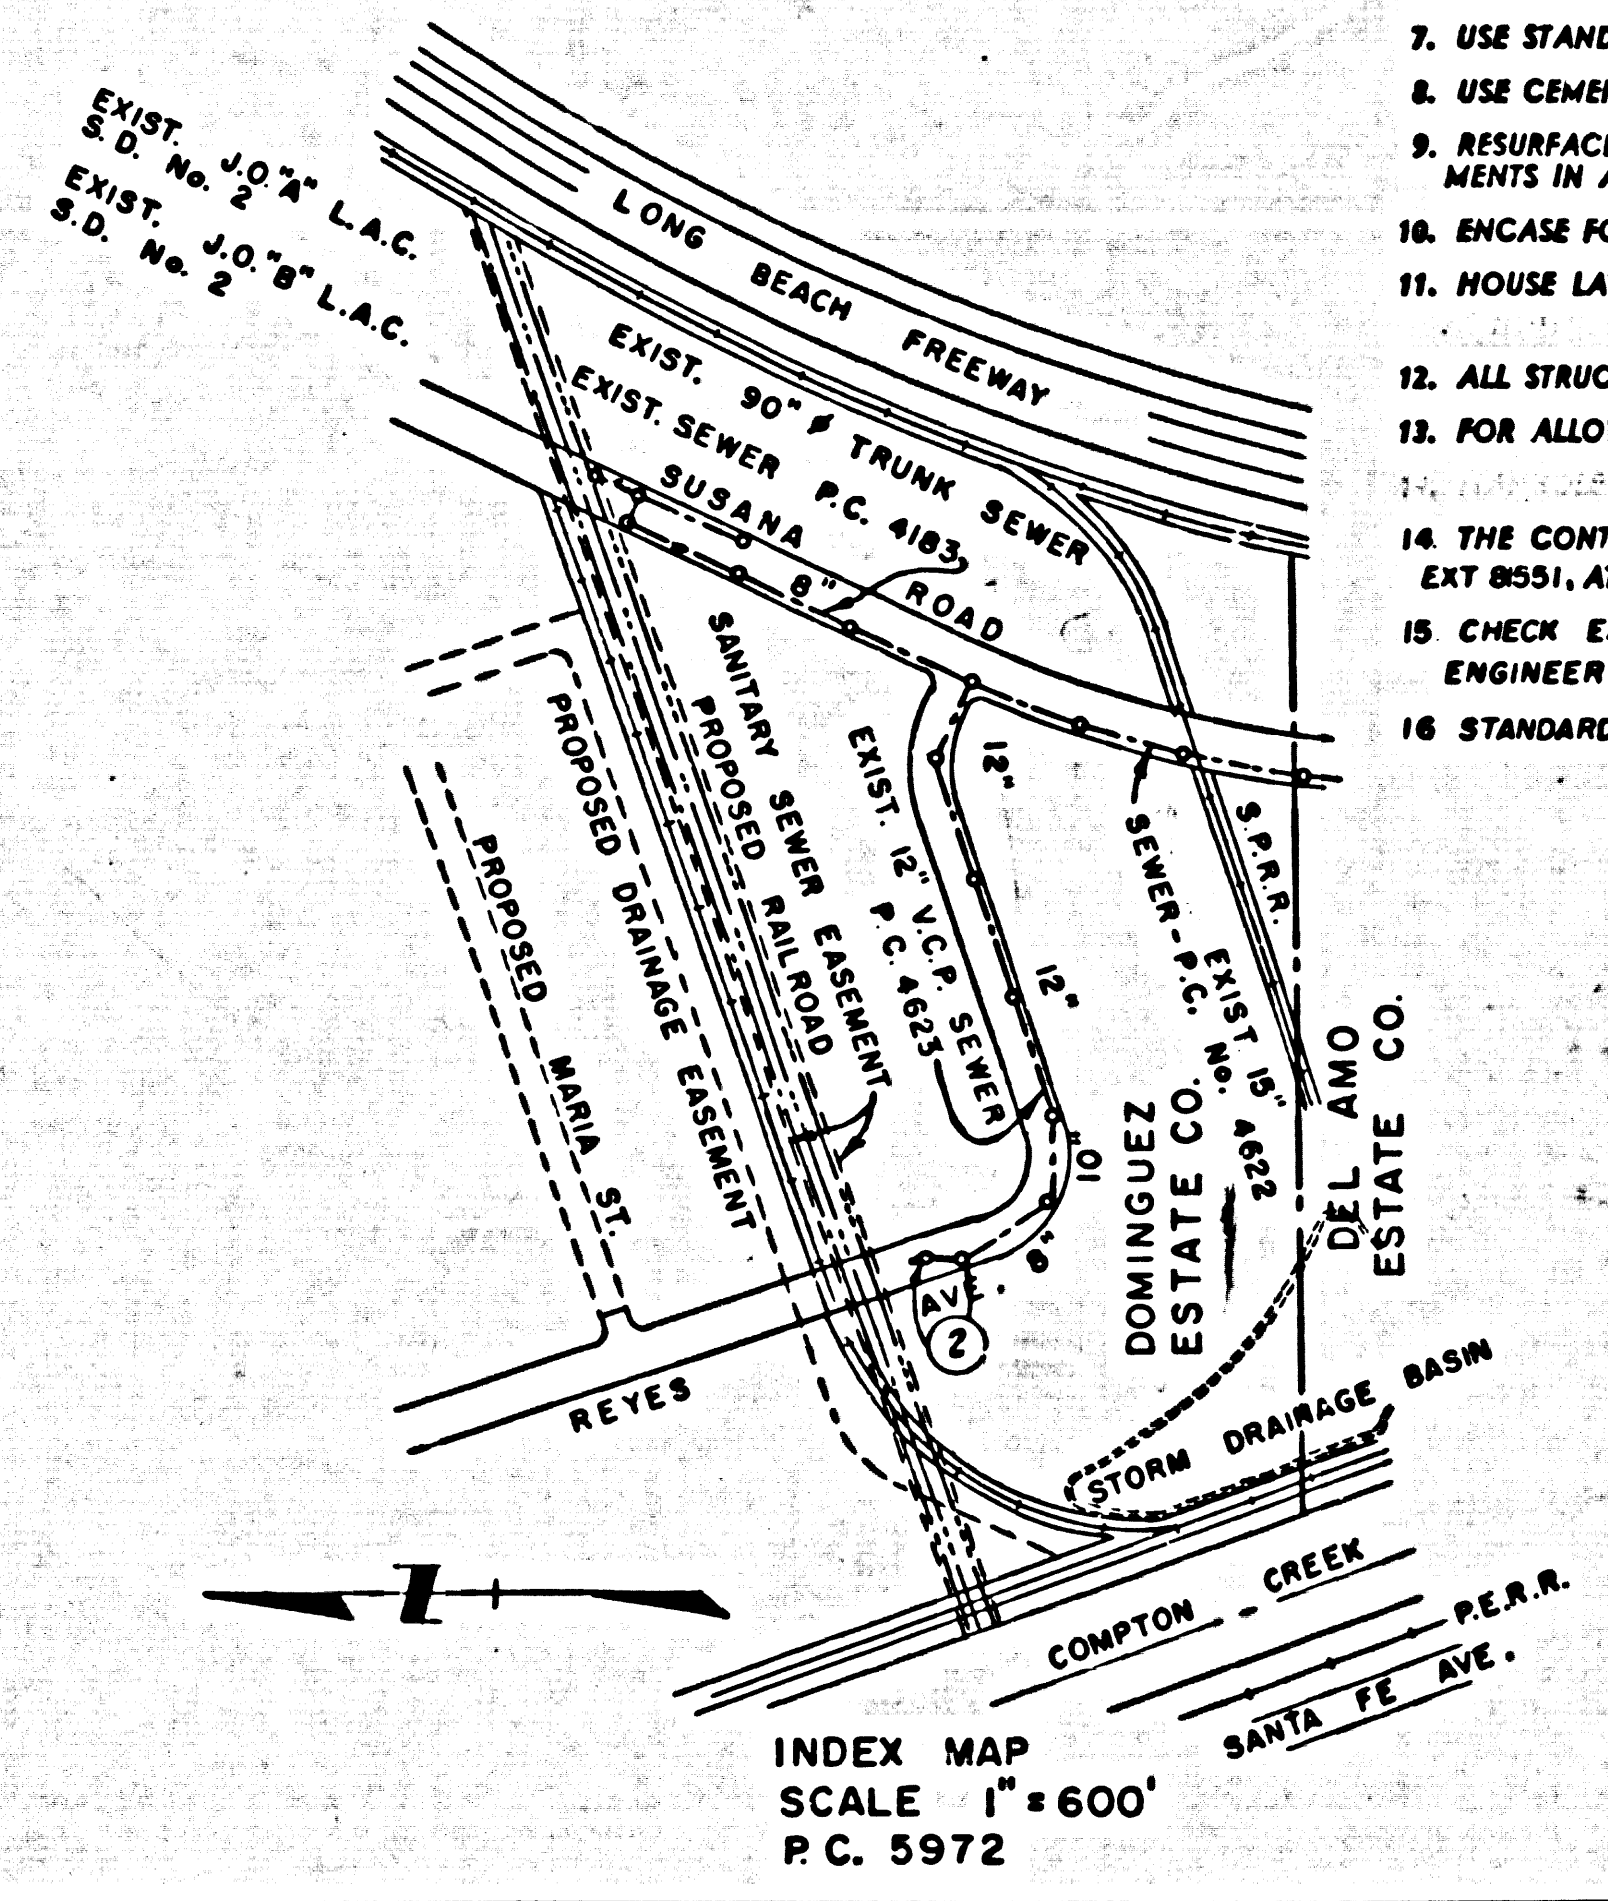 EXIST. J.O. "A" L.A.C.
S.D. No. 2
EXIST. J.O. "B" L.A.C.
S.D. No. 2
LONG BEACH FREEWAY
EXIST. 90" ø TRUNK SEWER
EXIST. SEWER P.C. 4183
SUSANA ROAD
8"
SANITARY SEWER EASEMENT
PROPOSED RAILROAD
PROPOSED DRAINAGE EASEMENT
PROPOSED MARIA ST.
EXIST. 12" V.C.P. SEWER
P.C. 4623
12"
12"
10"
8"
EXIST 15"
SEWER-P.C. No. 4622
S.P.R.R.
DOMINGUEZ
ESTATE CO.
DEL AMO
ESTATE CO.
REYES AVE.
2
STORM DRAINAGE BASIN
COMPTON CREEK
P.E.R.R.
SANTA FE AVE.
INDEX MAP
SCALE 1" = 600'
P.C. 5972
7. USE STAND
8. USE CEME
9. RESURFACI
MENTS IN
10. ENCASE FO
11. HOUSE LA
12. ALL STRUC
13. FOR ALLO
14. THE CONT
EXT 81551, A
15. CHECK E
ENGINEER
16 STANDARD